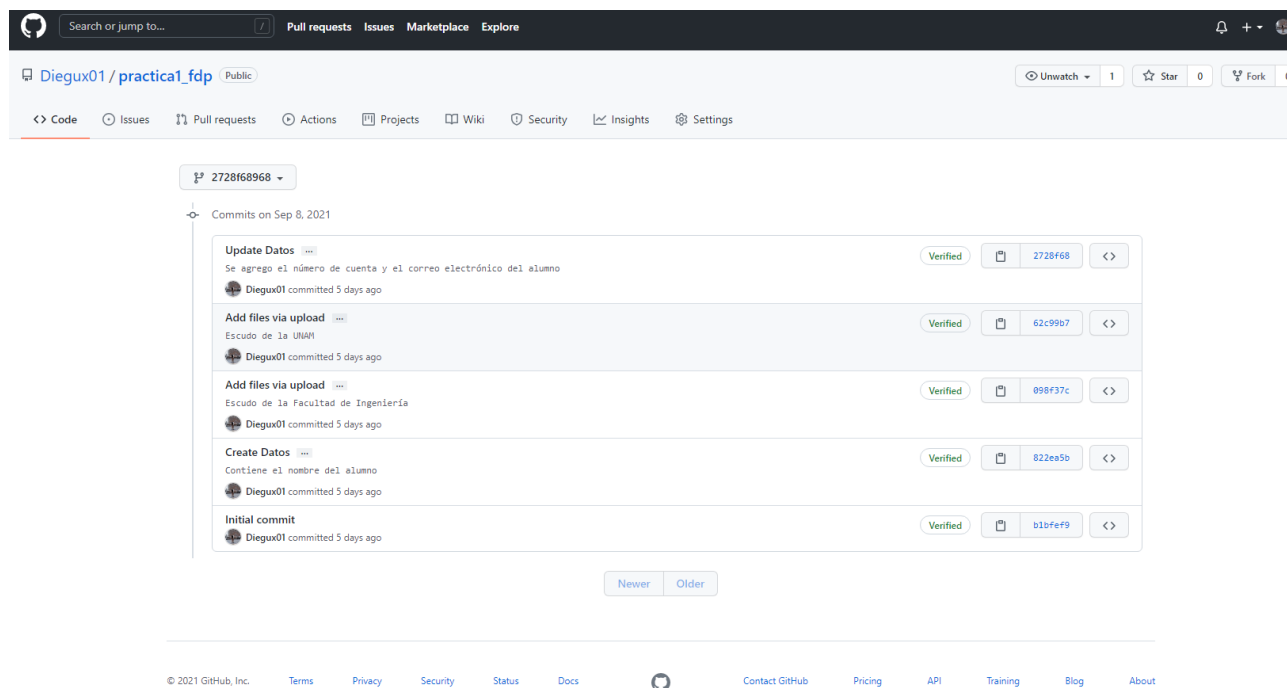 Search or jump to... /
Pull requests Issues Marketplace Explore
Diegux01 / practica1_fdp Public
Unwatch 1 Star 0 Fork
Code Issues Pull requests Actions Projects Wiki Security Insights Settings
2728f68968
Commits on Sep 8, 2021
Update Datos ...
Verified 2728f68
Se agrego el número de cuenta y el correo electrónico del alumno
Diegux01 committed 5 days ago
Add files via upload ...
Verified 62c99b7
Escudo de la UNAM
Diegux01 committed 5 days ago
Add files via upload ...
Verified 098f37c
Escudo de la Facultad de Ingeniería
Diegux01 committed 5 days ago
Create Datos ...
Verified 822ea5b
Contiene el nombre del alumno
Diegux01 committed 5 days ago
Initial commit
Verified b1bfef9
Diegux01 committed 5 days ago
Newer Older
© 2021 GitHub, Inc. Terms Privacy Security Status Docs Contact GitHub Pricing API Training Blog About